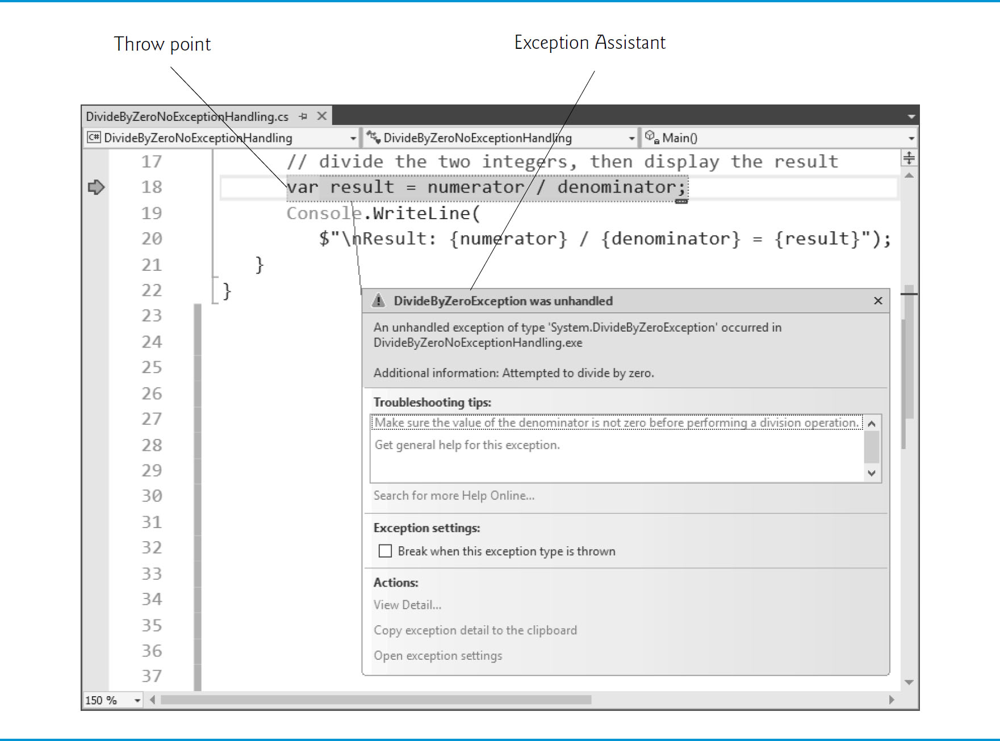 Throw point
Exception Assistant
DivideByZeroNoExceptionHandling.cs
C# DivideByZeroNoExceptionHandling
DivideByZeroNoExceptionHandling
Main()
17 // divide the two integers, then display the result
18 var result = numerator / denominator;
19 Console.WriteLine(
20 $"\nResult: {numerator} / {denominator} = {result}");
21 }
22 }
23
24
25
26
27
28
29
30
31
32
33
34
35
36
37
DivideByZeroException was unhandled
An unhandled exception of type 'System.DivideByZeroException' occurred in
DivideByZeroNoExceptionHandling.exe
Additional information: Attempted to divide by zero.
Troubleshooting tips:
Make sure the value of the denominator is not zero before performing a division operation.
Get general help for this exception.
Search for more Help Online...
Exception settings:
Break when this exception type is thrown
Actions:
View Detail...
Copy exception detail to the clipboard
Open exception settings
150 %